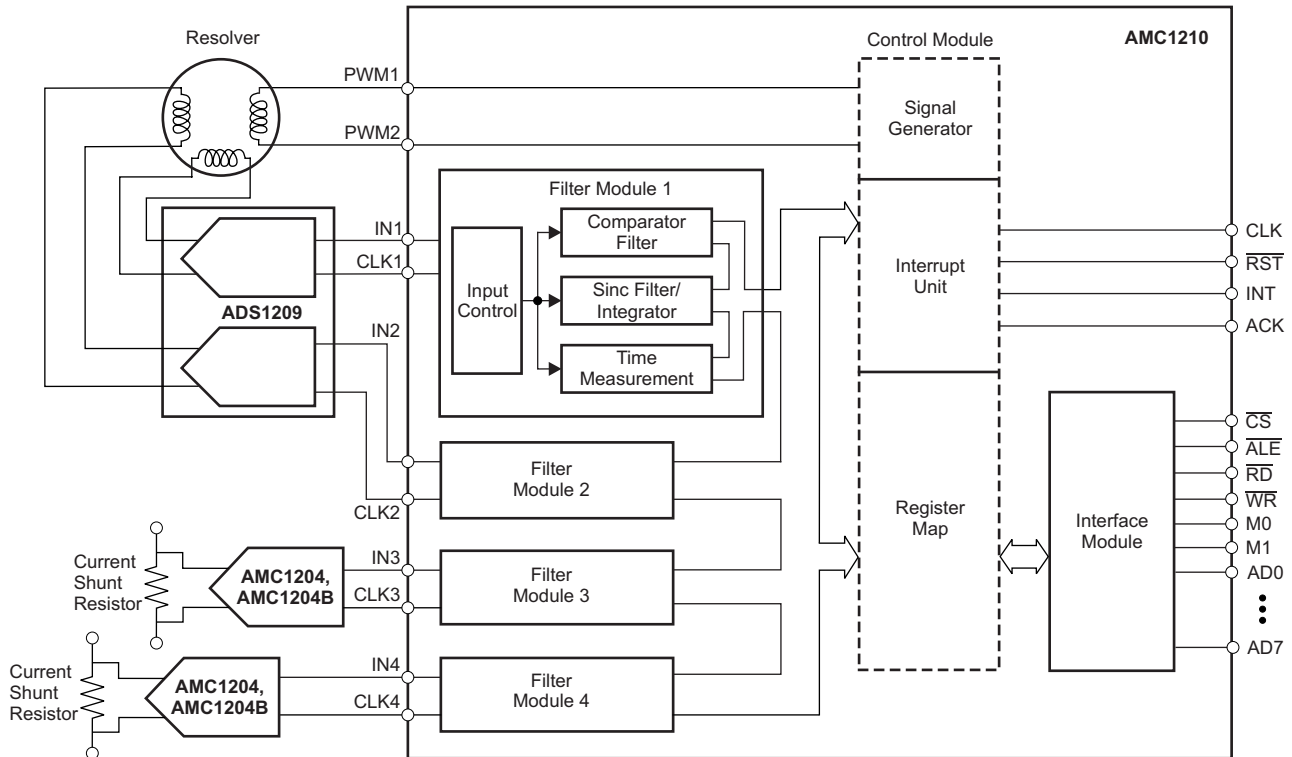 Resolver
Control Module
AMC1210
PWM1
PWM2
Signal
Generator
Filter Module 1
IN1
CLK1
Input
Control
Comparator
Filter
Sinc Filter/
Integrator
Time
Measurement
Interrupt
Unit
CLK
RST
INT
ACK
ADS1209
IN2
CLK2
Filter
Module 2
Register
Map
Interface
Module
CS
ALE
RD
WR
M0
M1
AD0
AD7
Current
Shunt
Resistor
AMC1204,
AMC1204B
IN3
CLK3
Filter
Module 3
Current
Shunt
Resistor
AMC1204,
AMC1204B
IN4
CLK4
Filter
Module 4